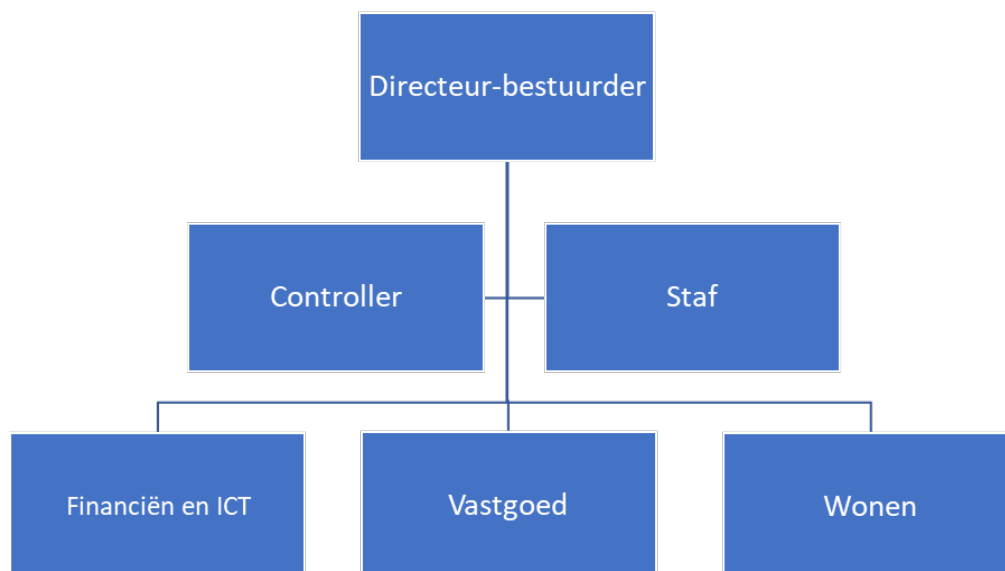 Directeur-bestuurder
Controller
Staf
Financiën en ICT
Vastgoed
Wonen